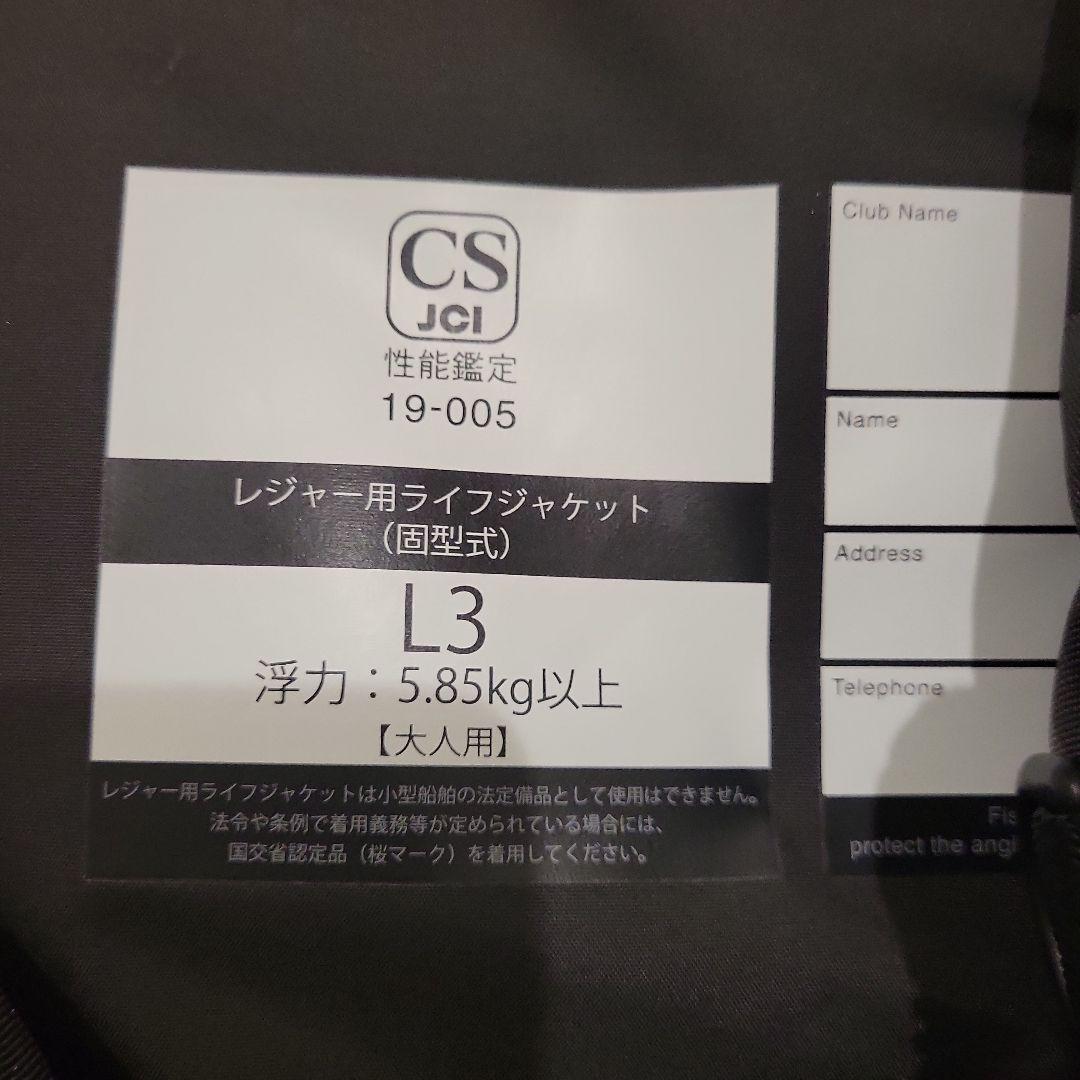 CS
JCI
性能鑑定
19-005
レジャー用ライフジャケット
(固型式)
L3
浮力：5.85kg以上
【大人用】
レジャー用ライフジャケットは小型船舶の法定備品として使用はできません。
法令や条例で着用義務等が定められている場合には、
国交省認定品（桜マーク）を着用してください。
Club Name
Name
Address
Telephone
protect the